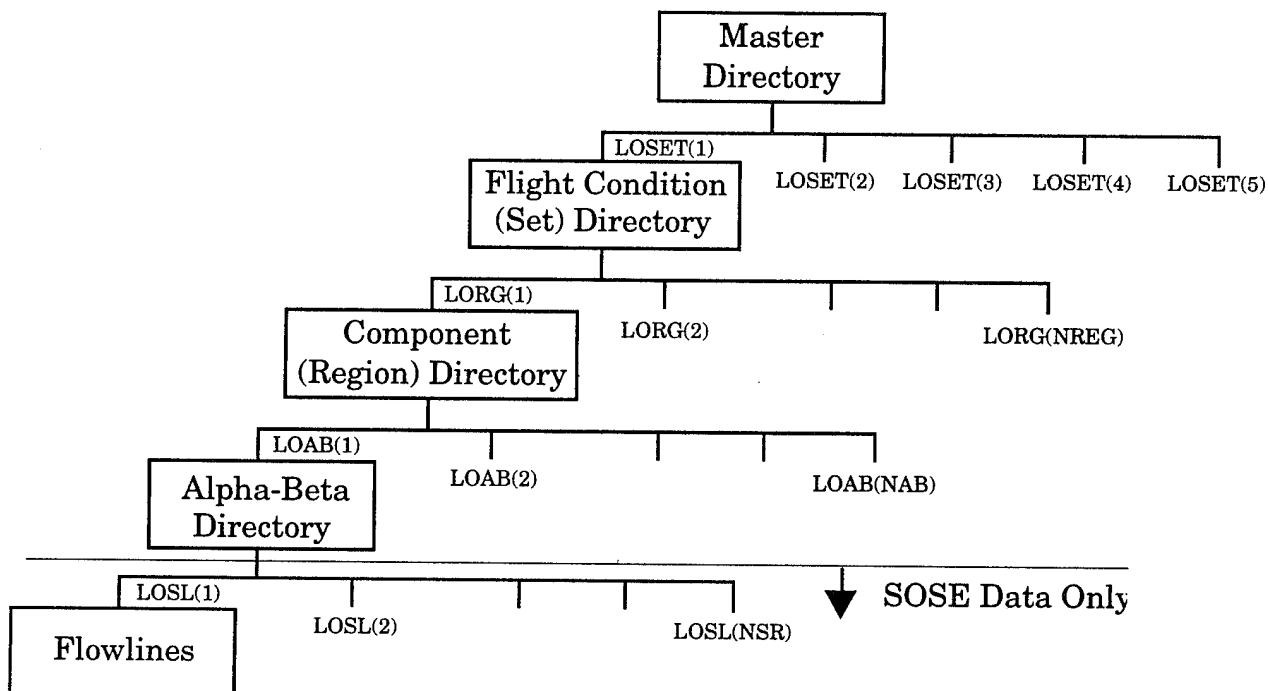 Master
Directory
LOSET(1)
LOSET(2)
LOSET(3)
LOSET(4)
LOSET(5)
Flight Condition
(Set) Directory
LORG(1)
LORG(2)
LORG(NREG)
Component
(Region) Directory
LOAB(1)
LOAB(2)
LOAB(NAB)
Alpha-Beta
Directory
SOSE Data Only
LOSL(1)
LOSL(2)
LOSL(NSR)
Flowlines